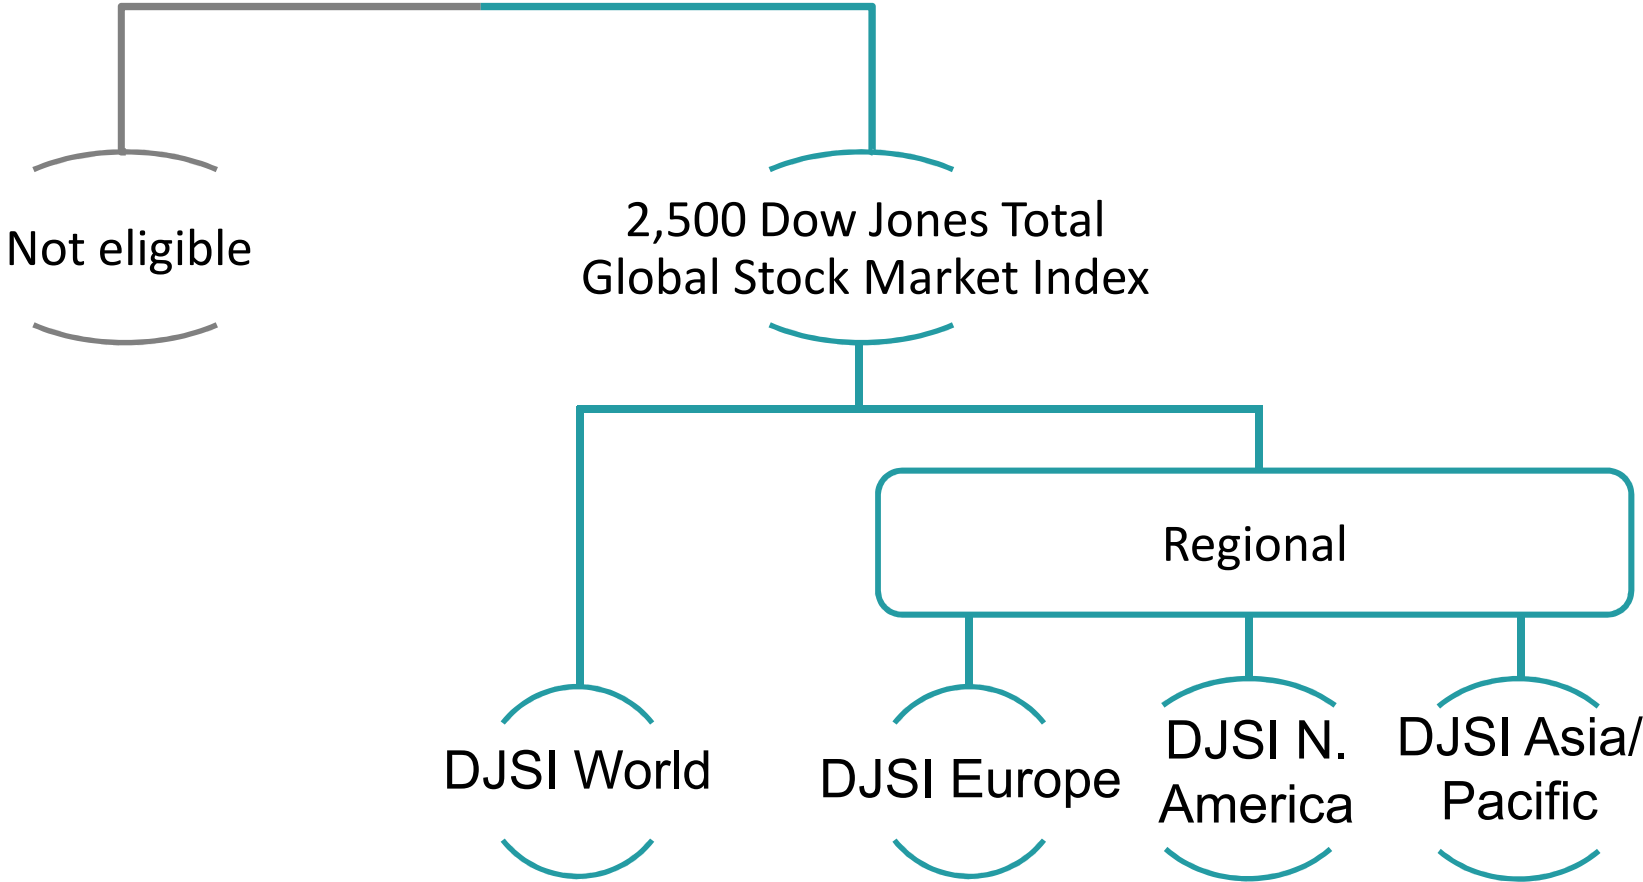 Not eligible
2,500 Dow Jones Total
Global Stock Market Index
Regional
DJSI World
DJSI Europe
DJSI N.
America
DJSI Asia/
Pacific